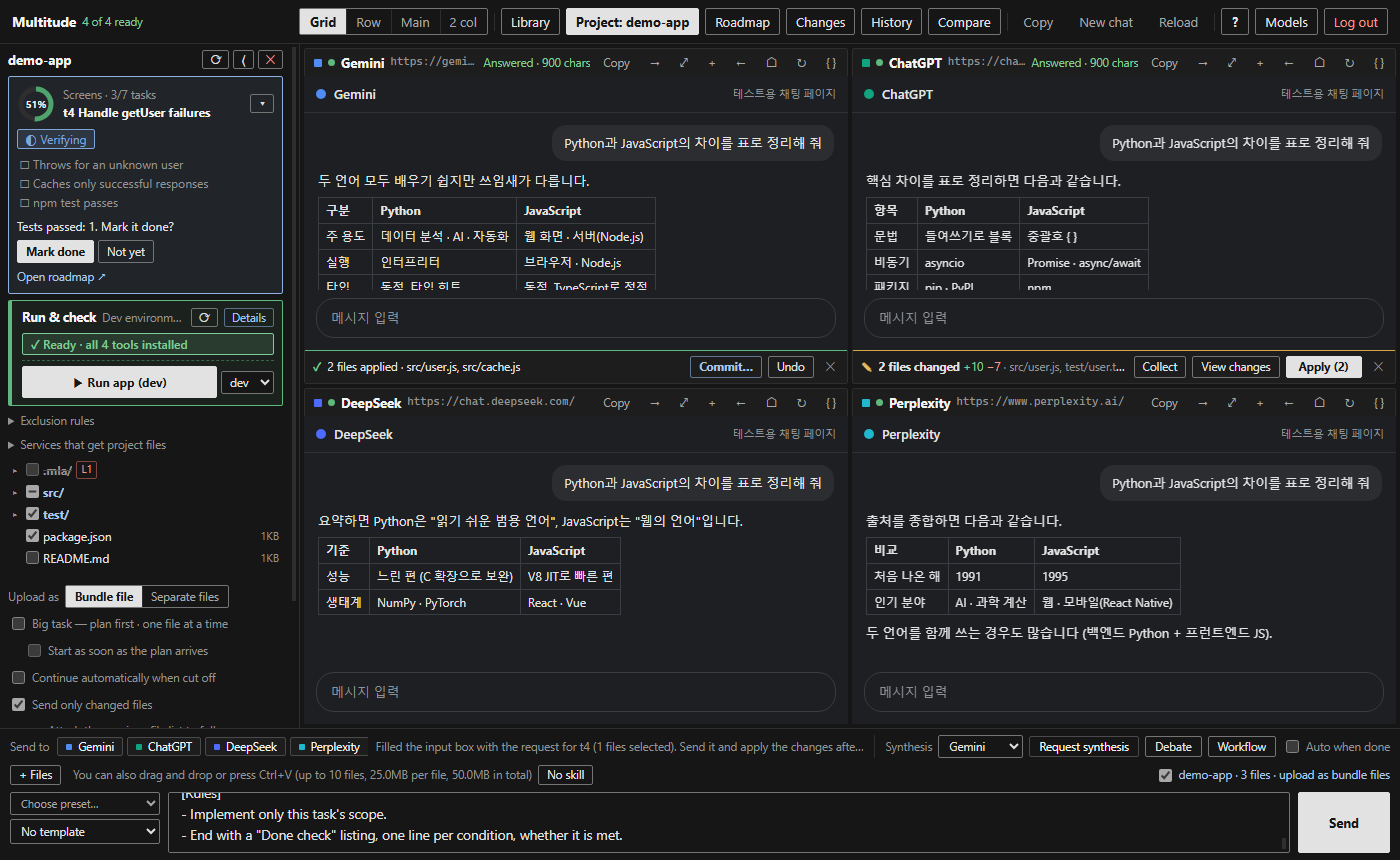 Multitude 4 of 4 ready
Grid Row Main 2 col Library Project: demo-app Roadmap Changes History Compare Copy New chat Reload ? Models Log out
demo-app
51% Screens · 3/7 tasks
t4 Handle getUser failures
Verifying
Throws for an unknown user
Caches only successful responses
npm test passes
Tests passed: 1. Mark it done?
Mark done Not yet
Open roadmap ↗
Run & check Dev environm... Details
✓ Ready · all 4 tools installed
▶ Run app (dev) dev
Exclusion rules
Services that get project files
.mla/ L1
src/
test/
package.json 1KB
README.md 1KB
Upload as Bundle file Separate files
Big task — plan first · one file at a time
Start as soon as the plan arrives
Continue automatically when cut off
Send only changed files
Gemini https://gemi... Answered · 900 chars Copy → ⤢ + ← { }
Gemini 테스트용 채팅 페이지
Python과 JavaScript의 차이를 표로 정리해 줘
두 언어 모두 배우기 쉽지만 쓰임새가 다릅니다.
구분 Python JavaScript
주 용도 데이터 분석 · AI · 자동화 웹 화면 · 서버(Node.js)
실행 인터프리터 브라우저 · Node.js
타입 동적, 타입 힌트 동적, TypeScript로 정적
메시지 입력
✓ 2 files applied · src/user.js, src/cache.js Commit... Undo
ChatGPT https://cha... Answered · 900 chars Copy → ⤢ + ← { }
ChatGPT 테스트용 채팅 페이지
Python과 JavaScript의 차이를 표로 정리해 줘
핵심 차이를 표로 정리하면 다음과 같습니다.
항목 Python JavaScript
문법 들여쓰기로 블록 중괄호 { }
비동기 asyncio Promise · async/await
패키지 pip · PyPI npm
메시지 입력
2 files changed +10 −7 · src/user.js, test/user.t... Collect View changes Apply (2)
DeepSeek https://chat.deepseek.com/ Copy → ⤢ + ← { }
DeepSeek 테스트용 채팅 페이지
Python과 JavaScript의 차이를 표로 정리해 줘
요약하면 Python은 "읽기 쉬운 범용 언어", JavaScript는 "웹의 언어"입니다.
기준 Python JavaScript
성능 느린 편 (C 확장으로 보완) V8 JIT로 빠른 편
생태계 NumPy · PyTorch React · Vue
메시지 입력
Perplexity https://www.perplexity.ai/ Copy → ⤢ + ← { }
Perplexity 테스트용 채팅 페이지
Python과 JavaScript의 차이를 표로 정리해 줘
출처를 종합하면 다음과 같습니다.
비교 Python JavaScript
처음 나온 해 1991 1995
인기 분야 AI · 과학 계산 웹 · 모바일(React Native)
두 언어를 함께 쓰는 경우도 많습니다 (백엔드 Python + 프런트엔드 JS).
메시지 입력
Send to Gemini ChatGPT DeepSeek Perplexity Filled the input box with the request for t4 (1 files selected). Send it and apply the changes afte... Synthesis Gemini Request synthesis Debate Workflow Auto when done
+ Files You can also drag and drop or press Ctrl+V (up to 10 files, 25.0MB per file, 50.0MB in total) No skill demo-app · 3 files · upload as bundle files
Choose preset...
No template
[Rules]
- Implement only this task's scope.
- End with a "Done check" listing, one line per condition, whether it is met.
Send